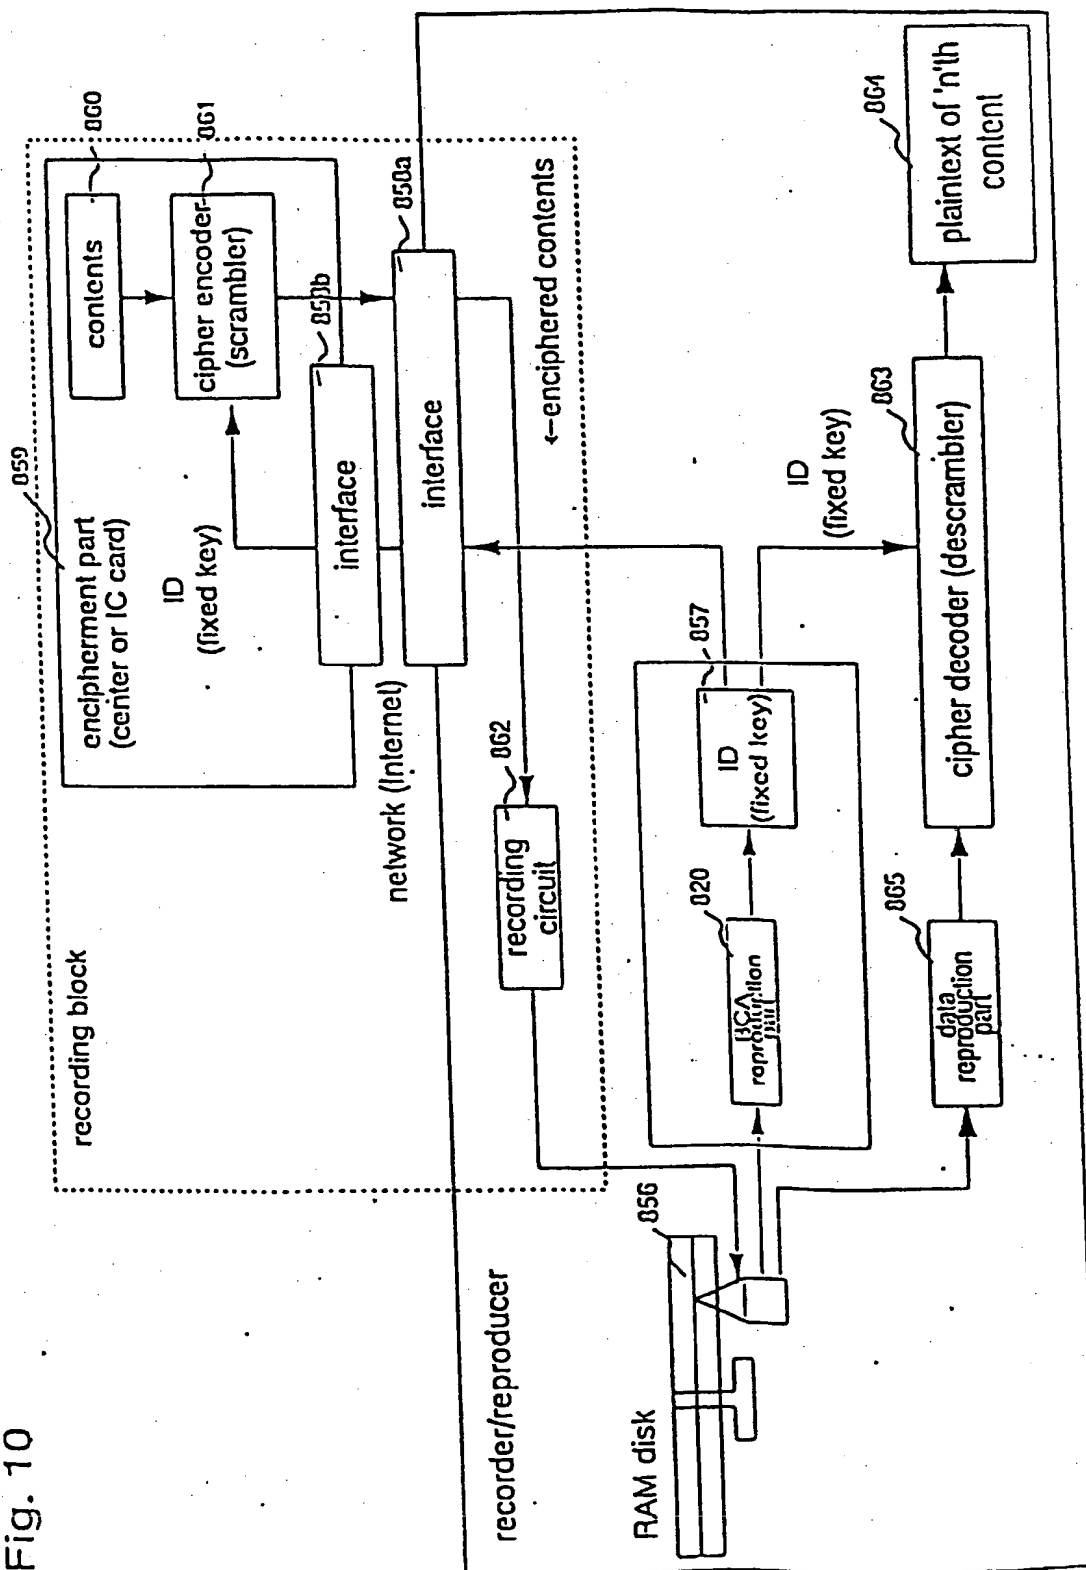 Fig. 10
recording block
859
encipherment part
(center or IC card)
ID
(fixed key)
contents
860
cipher encoder
(scrambler)
861
interface
858b
network (Internet)
interface
858a
←enciphered contents
recording
circuit
862
recorder/reproducer
RAM disk
856
BCA
reproduction
part
820
ID
(fixed key)
857
ID
(fixed key)
data
reproduction
part
865
cipher decoder (descrambler)
863
plaintext of 'n'th
content
864